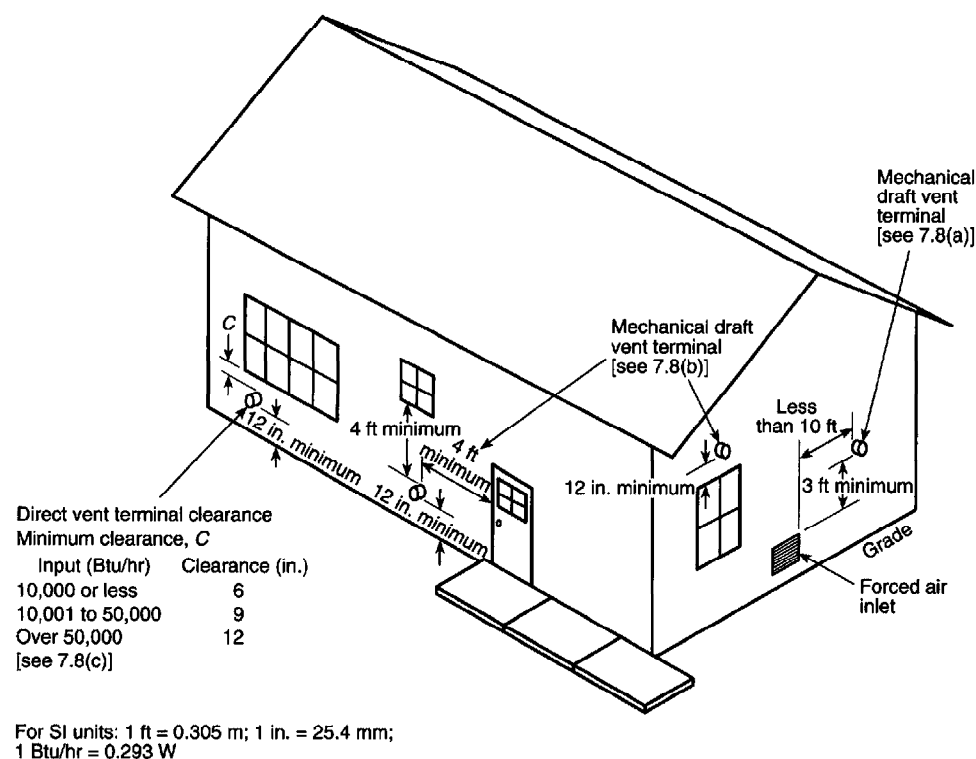 Mechanical
draft vent
terminal
[see 7.8(a)]
Mechanical draft
vent terminal
[see 7.8(b)]
C
Less
than 10 ft
4 ft minimum
4 ft
minimum
12 in. minimum
12 in. minimum
12 in. minimum
3 ft minimum
Grade
Forced air
inlet
Direct vent terminal clearance
Minimum clearance, C
Input (Btu/hr) Clearance (in.)
10,000 or less 6
10,001 to 50,000 9
Over 50,000 12
[see 7.8(c)]
For SI units: 1 ft = 0.305 m; 1 in. = 25.4 mm;
1 Btu/hr = 0.293 W